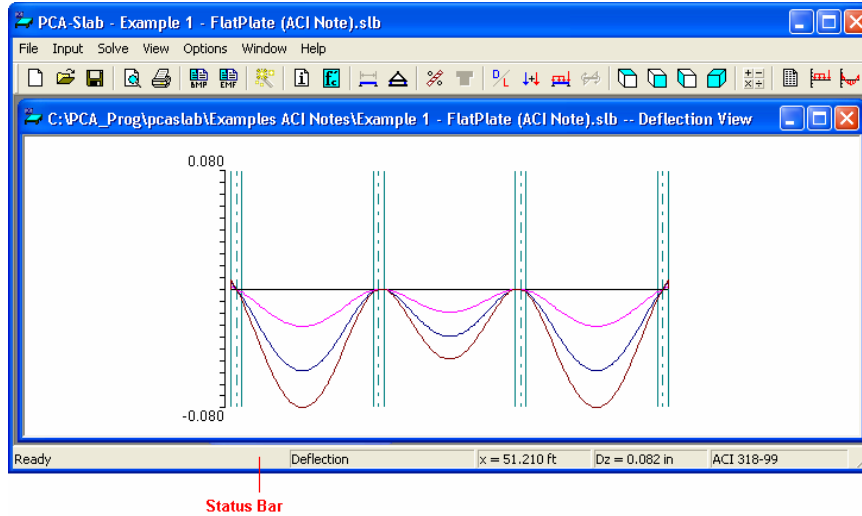 PCA-Slab - Example 1 - FlatPlate (ACI Note).slb
File Input Solve View Options Window Help
BMP EMF i fc D/L
C:\PCA_Prog\pcaslab\Examples ACI Notes\Example 1 - FlatPlate (ACI Note).slb -- Deflection View
0.080
-0.080
Ready Deflection x = 51.210 ft Dz = 0.082 in ACI 318-99
Status Bar